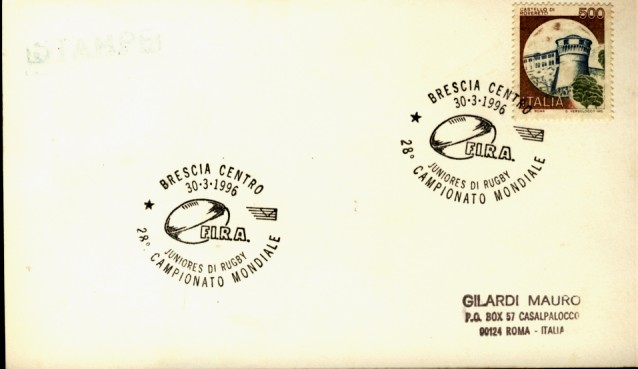 STAMPE
CASTELLO DI
ROVERETO
500
ITALIA
BRESCIA CENTRO
30-3-1996
F.I.R.A.
JUNIORES DI RUGBY
28° CAMPIONATO MONDIALE
BRESCIA CENTRO
30-3-1996
F.I.R.A.
JUNIORES DI RUGBY
28° CAMPIONATO MONDIALE
GILARDI MAURO
P.O. BOX 57 CASALPALOCCO
00124 ROMA - ITALIA